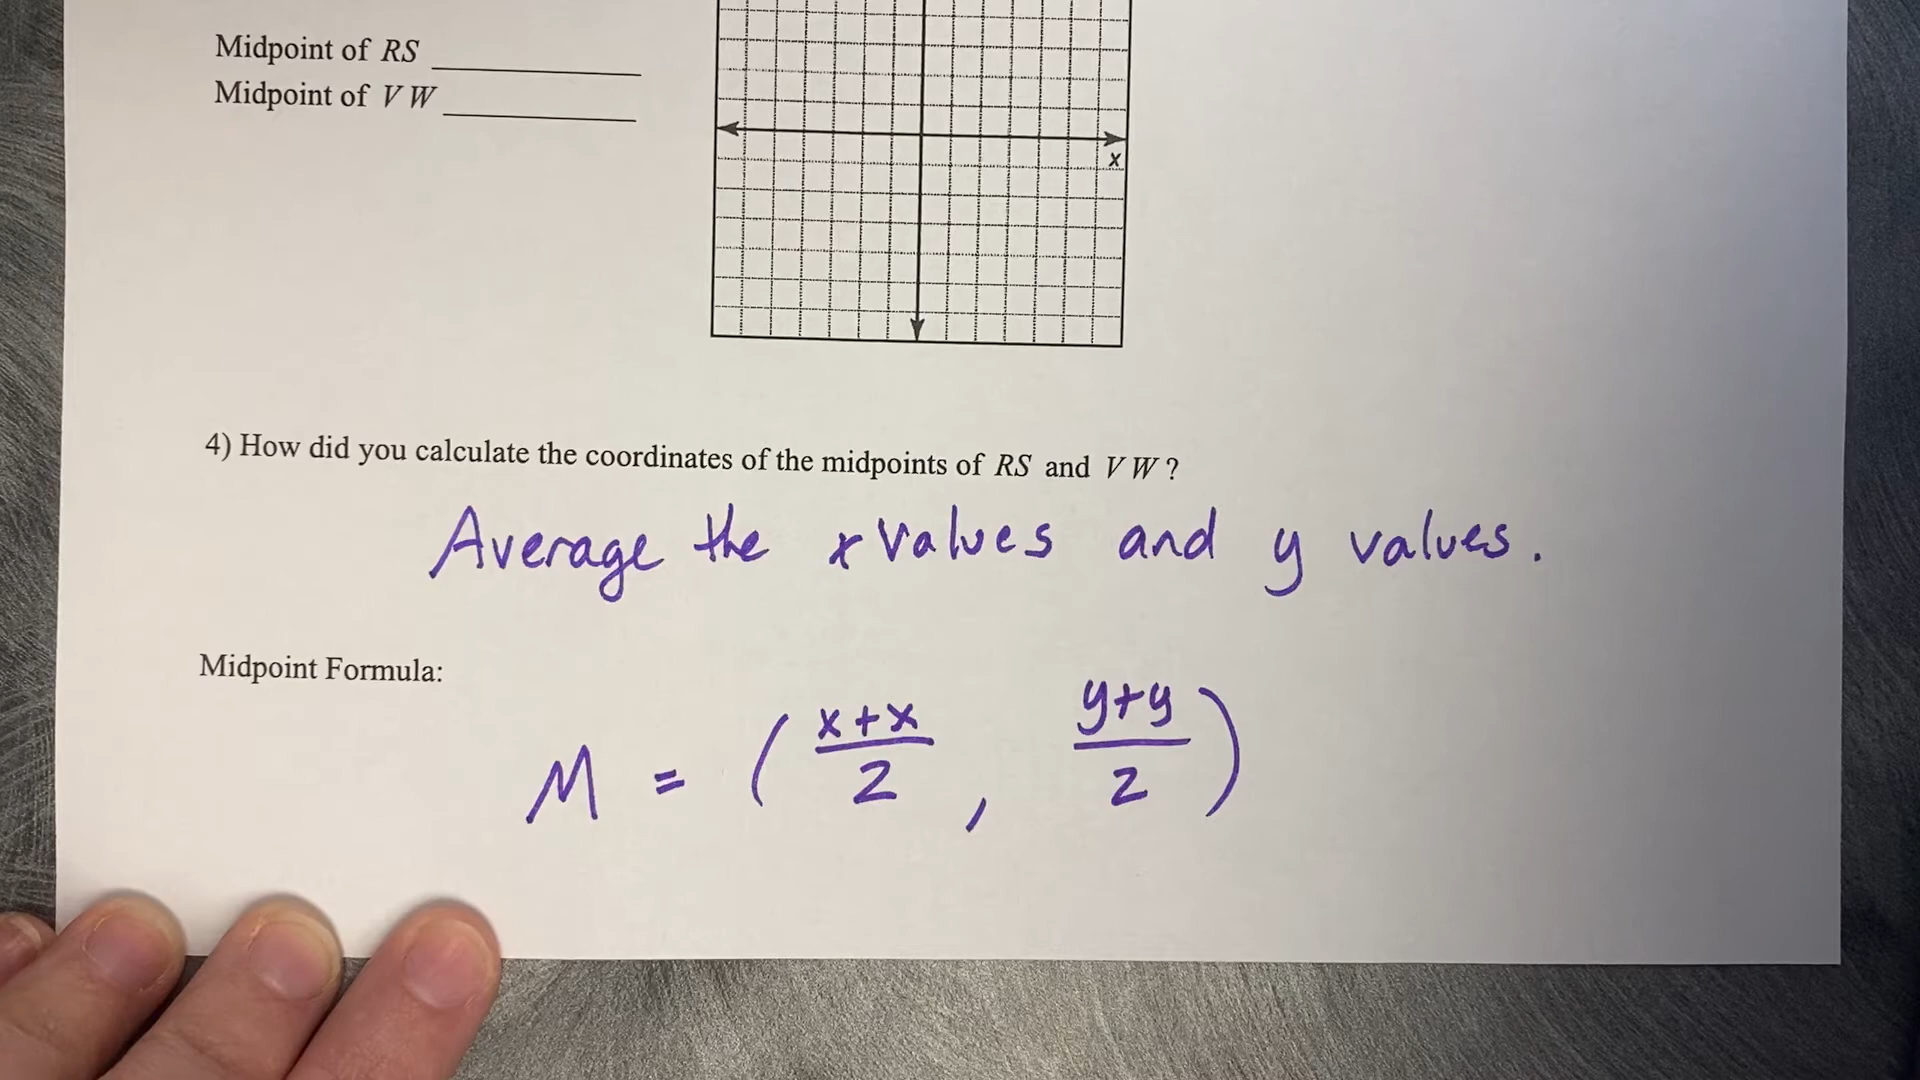 Midpoint of RS
Midpoint of VW
x
4) How did you calculate the coordinates of the midpoints of RS and VW?
Average the x values and y values.
Midpoint Formula:
M = ( x+x/2 , y+y/2 )